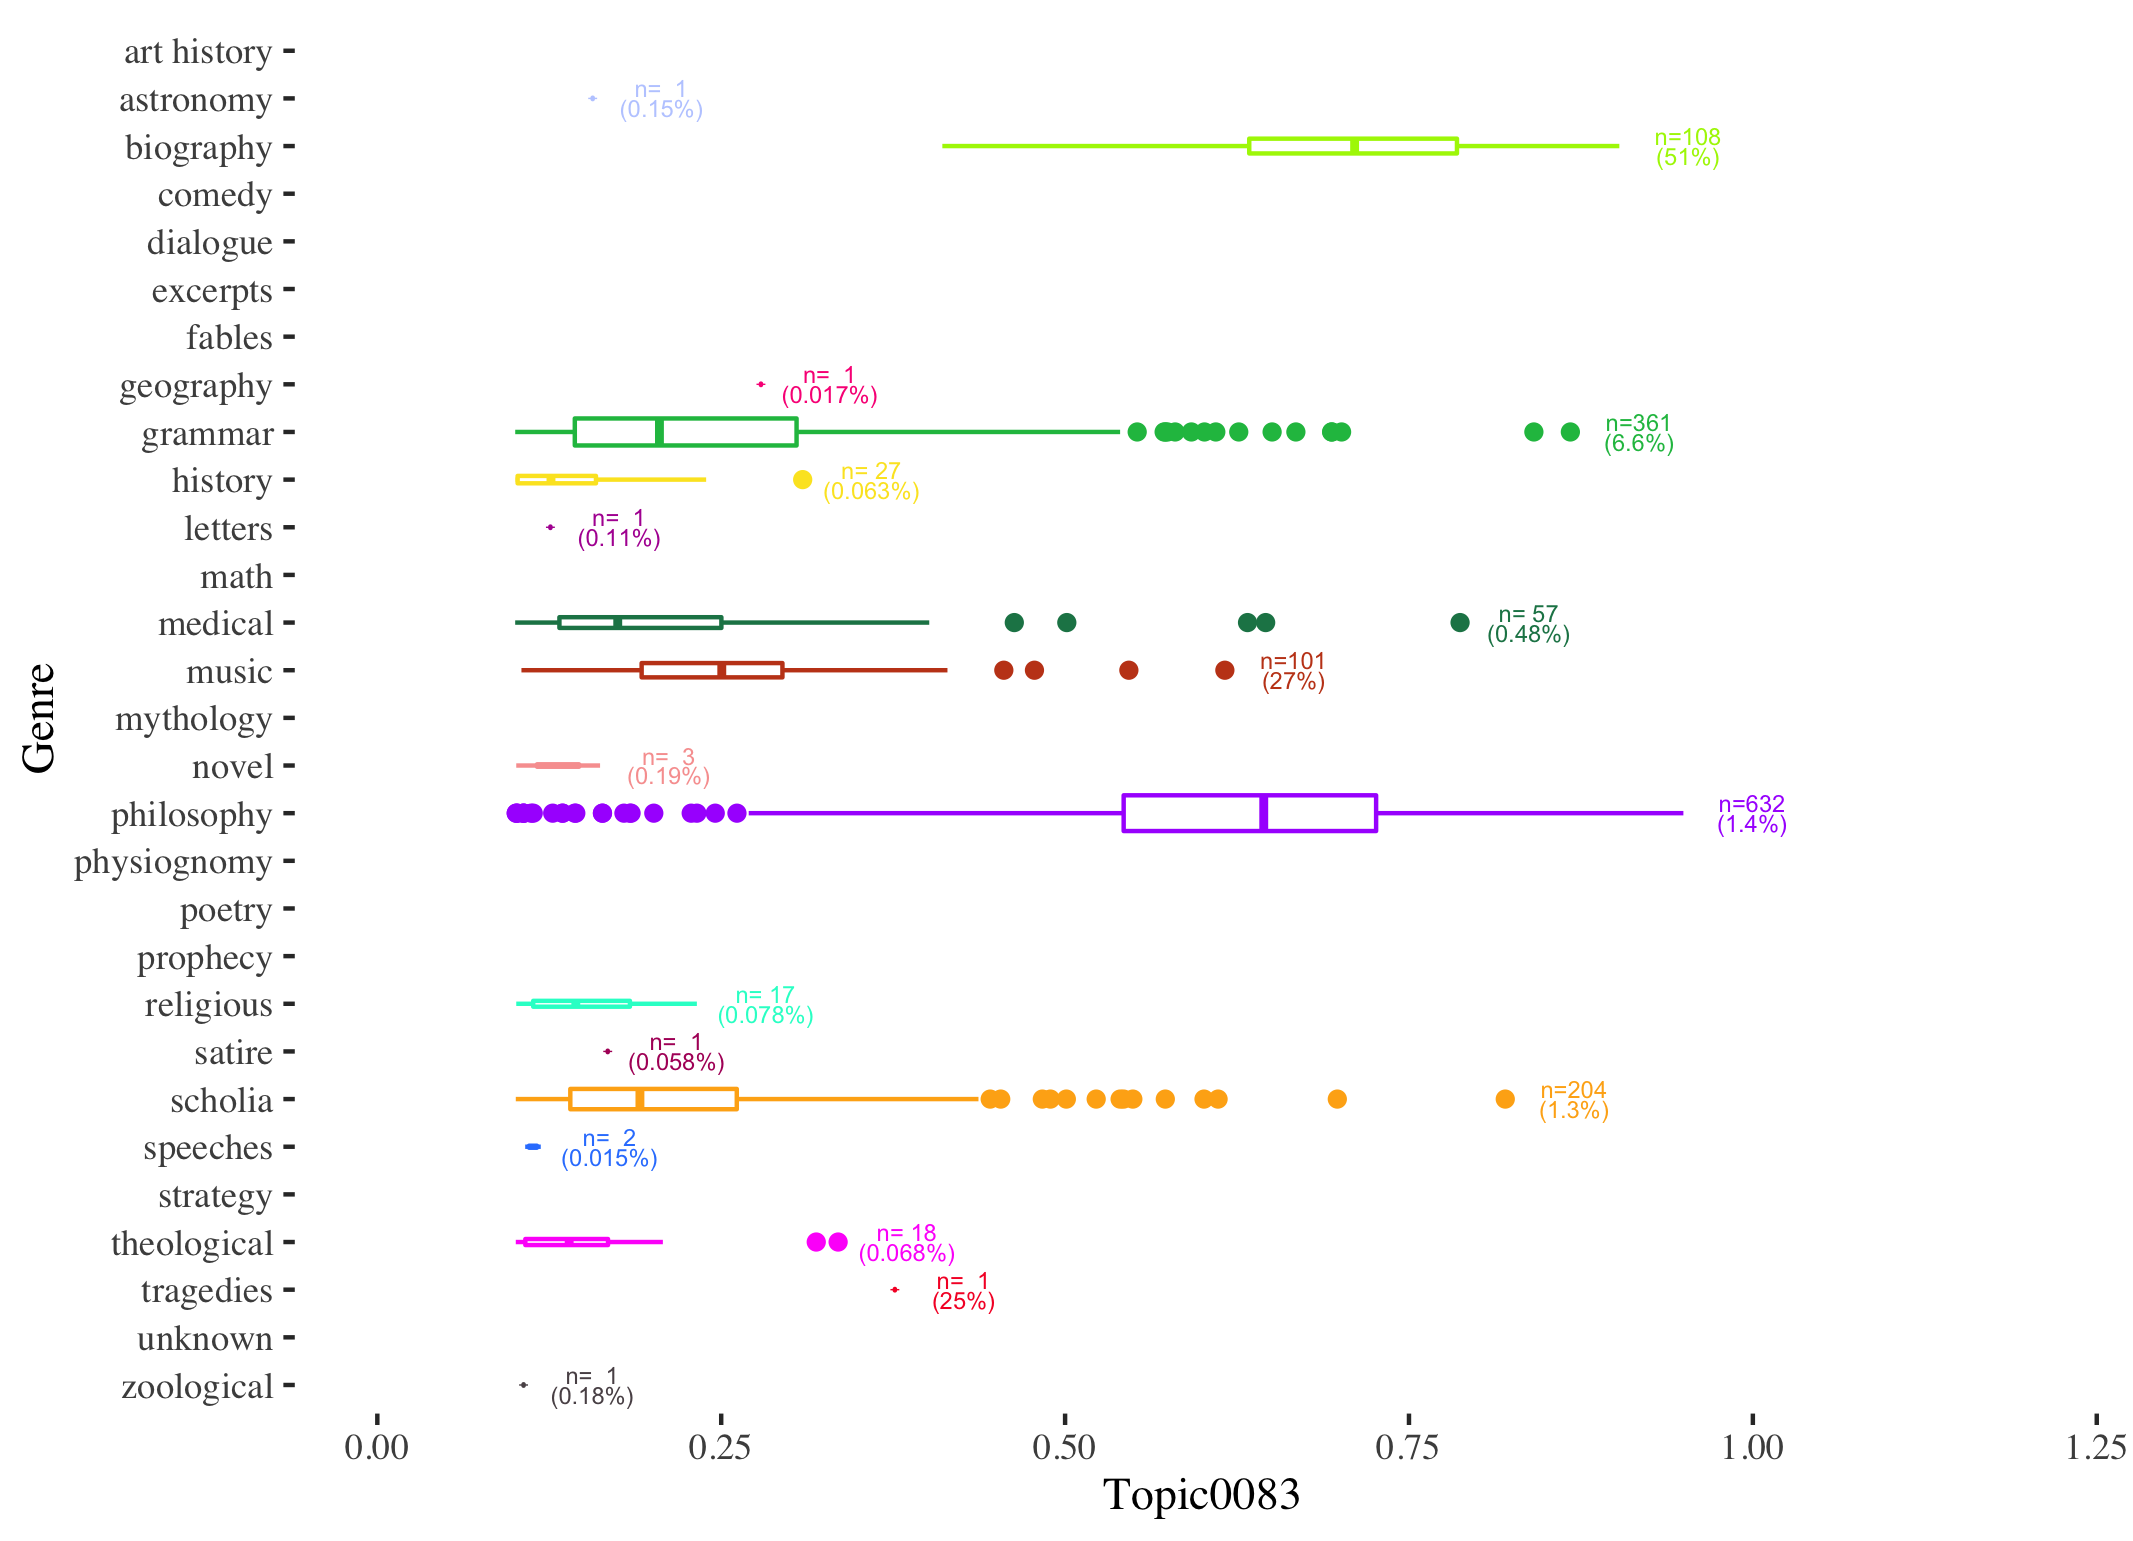 art history
astronomy
n= 1
(0.15%)
biography
n=108
(51%)
comedy
dialogue
excerpts
fables
geography
n= 1
(0.017%)
grammar
n=361
(6.6%)
history
n= 27
(0.063%)
letters
n= 1
(0.11%)
math
medical
n= 57
(0.48%)
music
n=101
(27%)
mythology
novel
n= 3
(0.19%)
philosophy
n=632
(1.4%)
physiognomy
poetry
prophecy
religious
n= 17
(0.078%)
satire
n= 1
(0.058%)
scholia
n=204
(1.3%)
speeches
n= 2
(0.015%)
strategy
theological
n= 18
(0.068%)
tragedies
n= 1
(25%)
unknown
zoological
n= 1
(0.18%)
Genre
0.00 0.25 0.50 0.75 1.00 1.25
Topic0083